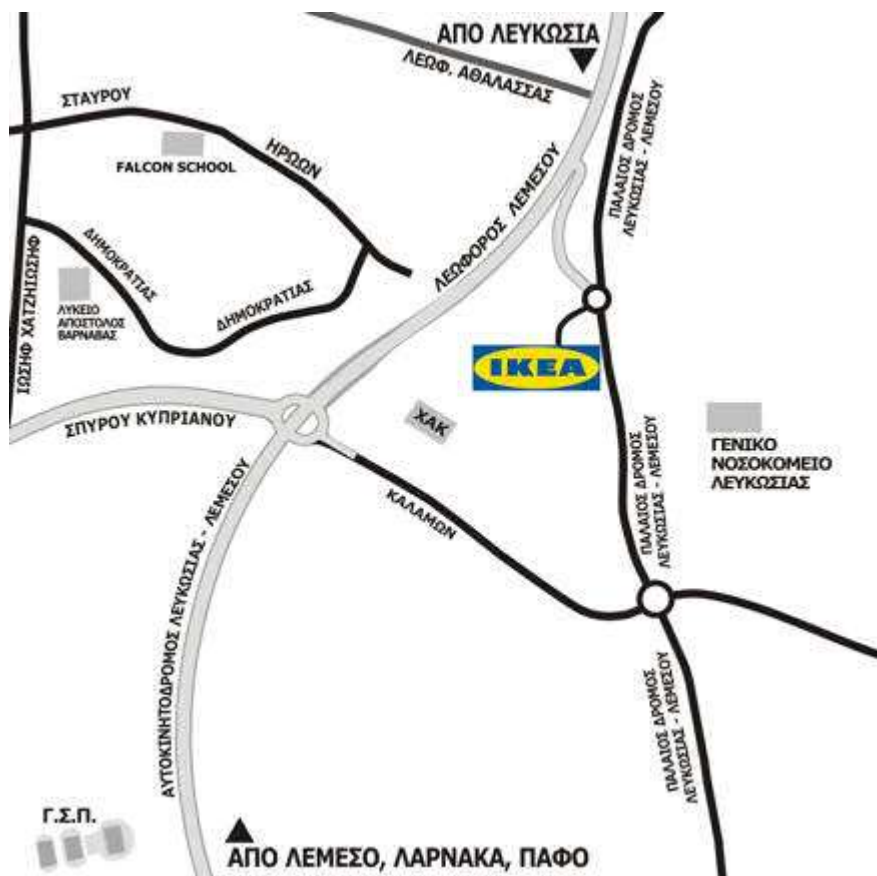 ΑΠΟ ΛΕΥΚΩΣΙΑ
ΛΕΩΦ. ΑΘΑΛΑΣΣΑΣ
ΣΤΑΥΡΟΥ
FALCON SCHOOL
ΗΡΩΩΝ
ΛΕΩΦΟΡΟΣ ΛΕΜΕΣΟΥ
ΠΑΛΑΙΟΣ ΔΡΟΜΟΣ
ΛΕΥΚΩΣΙΑΣ - ΛΕΜΕΣΟΥ
ΙΩΣΗΦ ΧΑΤΖΗΙΩΣΗΦ
ΔΗΜΟΚΡΑΤΙΑΣ
ΛΥΚΕΙΟ
ΑΠΟΣΤΟΛΟΣ
ΒΑΡΝΑΒΑΣ
ΔΗΜΟΚΡΑΤΙΑΣ
IKEA
ΣΠΥΡΟΥ ΚΥΠΡΙΑΝΟΥ
ΧΑΚ
ΓΕΝΙΚΟ
ΝΟΣΟΚΟΜΕΙΟ
ΛΕΥΚΩΣΙΑΣ
ΚΑΛΑΜΩΝ
ΠΑΛΑΙΟΣ ΔΡΟΜΟΣ
ΛΕΥΚΩΣΙΑΣ - ΛΕΜΕΣΟΥ
ΑΥΤΟΚΙΝΗΤΟΔΡΟΜΟΣ ΛΕΥΚΩΣΙΑΣ - ΛΕΜΕΣΟΥ
ΠΑΛΑΙΟΣ ΔΡΟΜΟΣ
ΛΕΥΚΩΣΙΑΣ - ΛΕΜΕΣΟΥ
Γ.Σ.Π.
ΑΠΟ ΛΕΜΕΣΟ, ΛΑΡΝΑΚΑ, ΠΑΦΟ